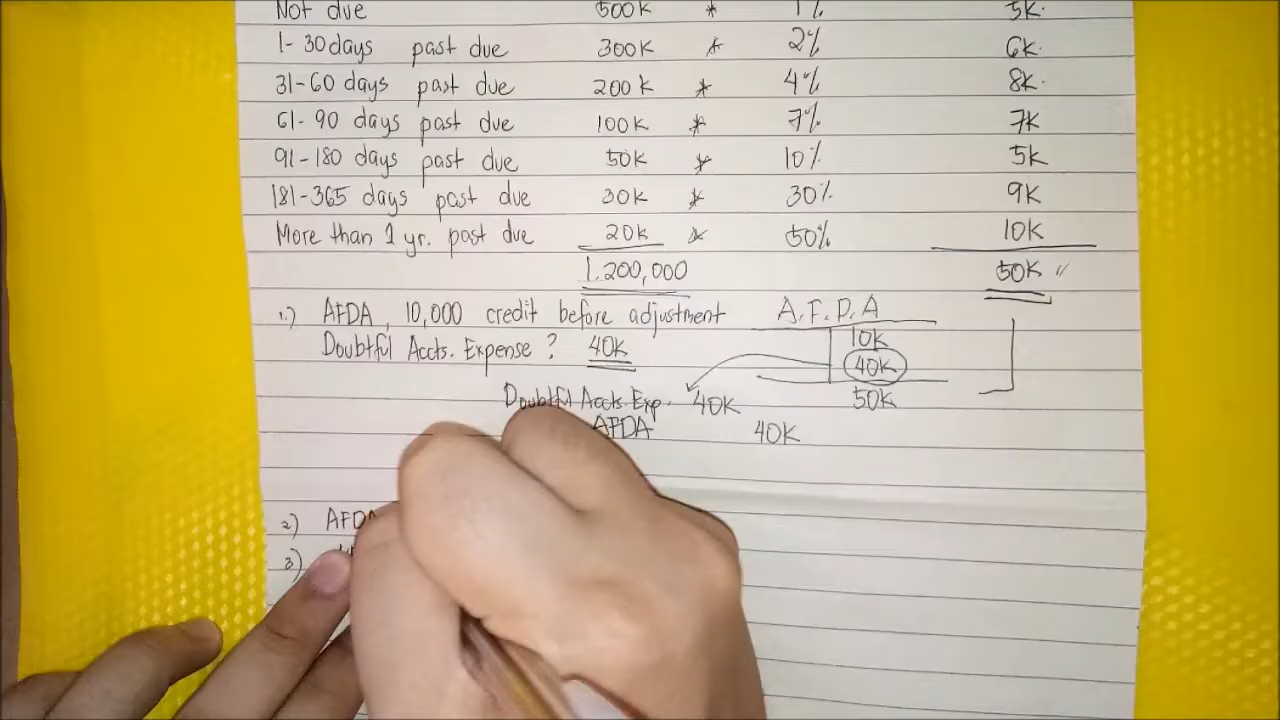 Not due 500K * 1% 5K.
1-30 days past due 300K * 2% 6K.
31-60 days past due 200K * 4% 8K.
61-90 days past due 100K * 7% 7K
91-180 days past due 50K * 10% 5K
181-365 days past due 30K * 30% 9K
More than 1 yr. past due 20K * 50% 10K
1,200,000 50K "
1.) AFDA, 10,000 credit before adjustment A.F.D.A
10K
Doubtful Accts. Expense? 40K 40K
Doubtful Accts. Exp. 40K 50K
AFDA 40K
2) AFDA
3)